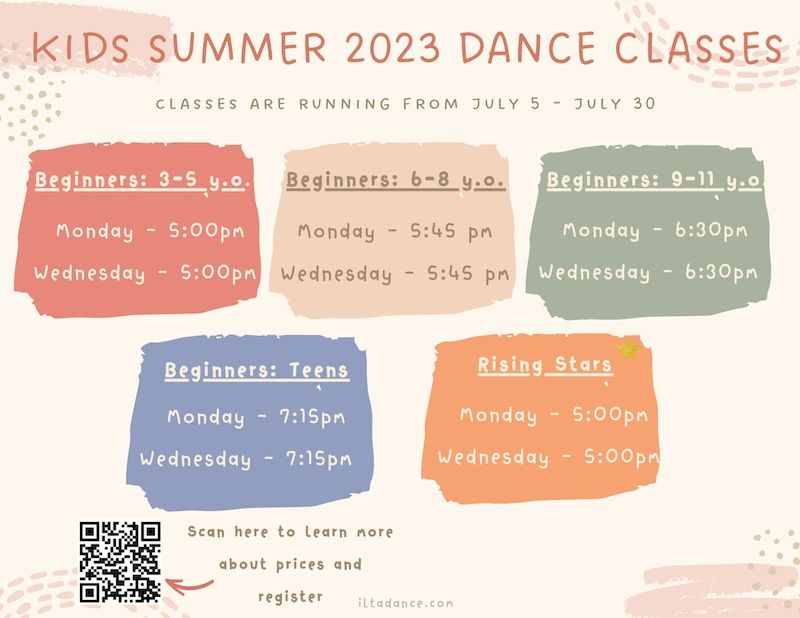 KIDS SUMMER 2023 DANCE CLASSES
CLASSES ARE RUNNING FROM JULY 5 - JULY 30
Beginners: 3-5 y.o.
Monday - 5:00pm
Wednesday - 5:00pm
Beginners: 6-8 y.o.
Monday - 5:45 pm
Wednesday - 5:45 pm
Beginners: 9-11 y.o.
Monday - 6:30pm
Wednesday - 6:30pm
Beginners: Teens
Monday - 7:15pm
Wednesday - 7:15pm
Rising Stars
Monday - 5:00pm
Wednesday - 5:00pm
Scan here to learn more
about prices and
register
iltadance.com